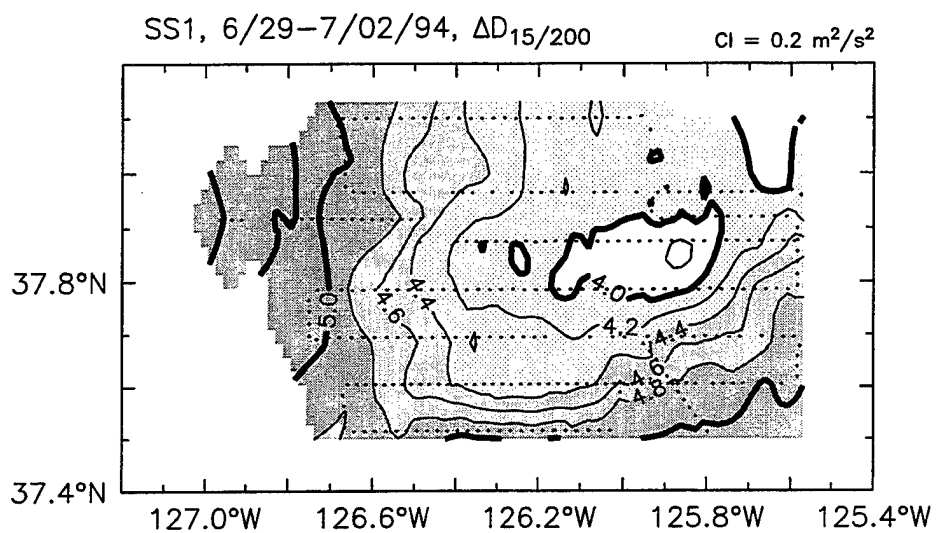 SS1, 6/29–7/02/94, ΔD15/200
CI = 0.2 m²/s²
37.8°N
37.4°N
5.0
4.6
4.4
4.0
4.2
4.4
4.6
4.8
127.0°W 126.6°W 126.2°W 125.8°W 125.4°W